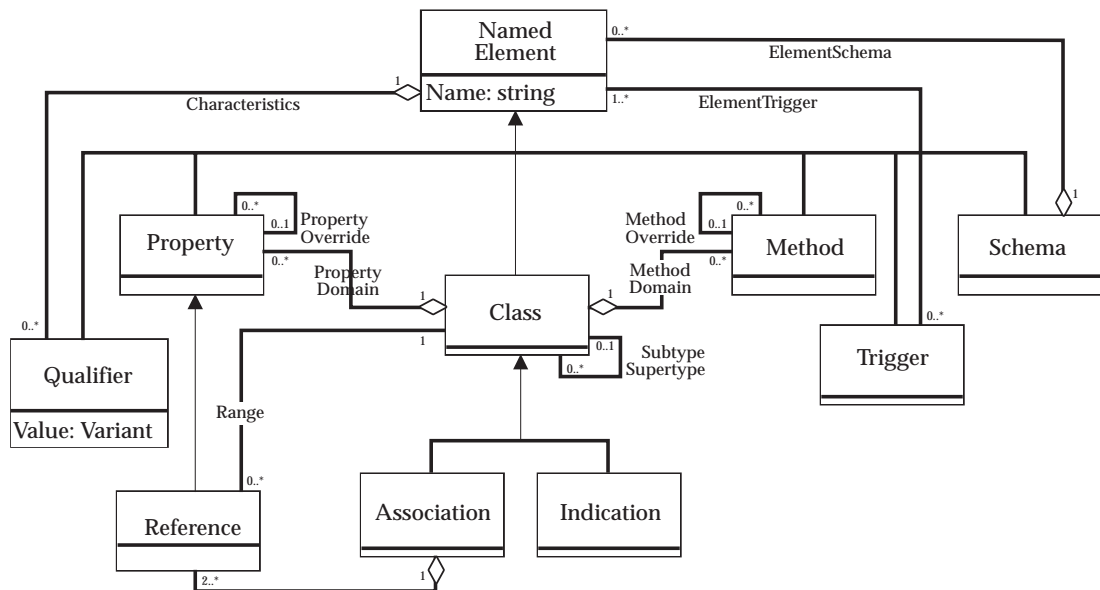 Named
Element
Name: string
0..*
ElementSchema
1
Characteristics
1..*
ElementTrigger
0..*
0..1
Property
Override
Property
0..*
Property
Domain
1
Method
Override
0..*
0..1
Method
0..*
Method
Domain
1
1
Schema
Class
0..*
Qualifier
Value: Variant
1
0..1
0..*
Subtype
Supertype
0..*
Trigger
Range
0..*
Reference
Association
Indication
2..*
1